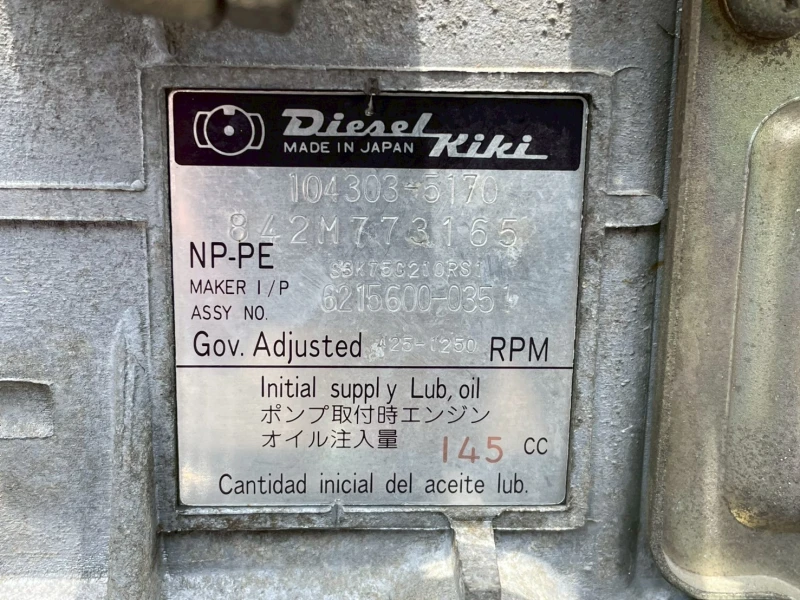 Diesel Kiki
MADE IN JAPAN
104303-5170
842M773165
NP-PE
MAKER I/P
ASSY NO. 6215600-0351
Gov. Adjusted 425-1250 RPM
Initial supply Lub, oil
ポンプ取付時エンジン
オイル注入量 145 CC
Cantidad inicial del aceite lub.